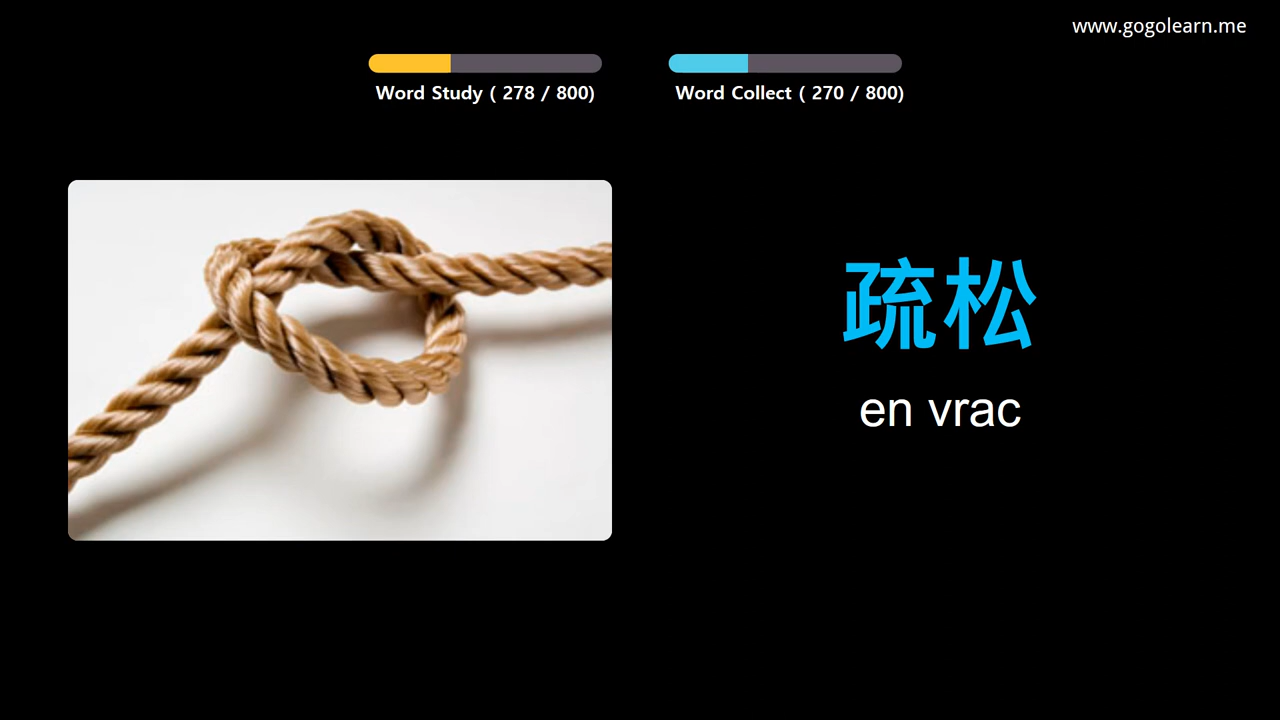 www.gogolearn.me
Word Study ( 278 / 800)
Word Collect ( 270 / 800)
疏松
en vrac